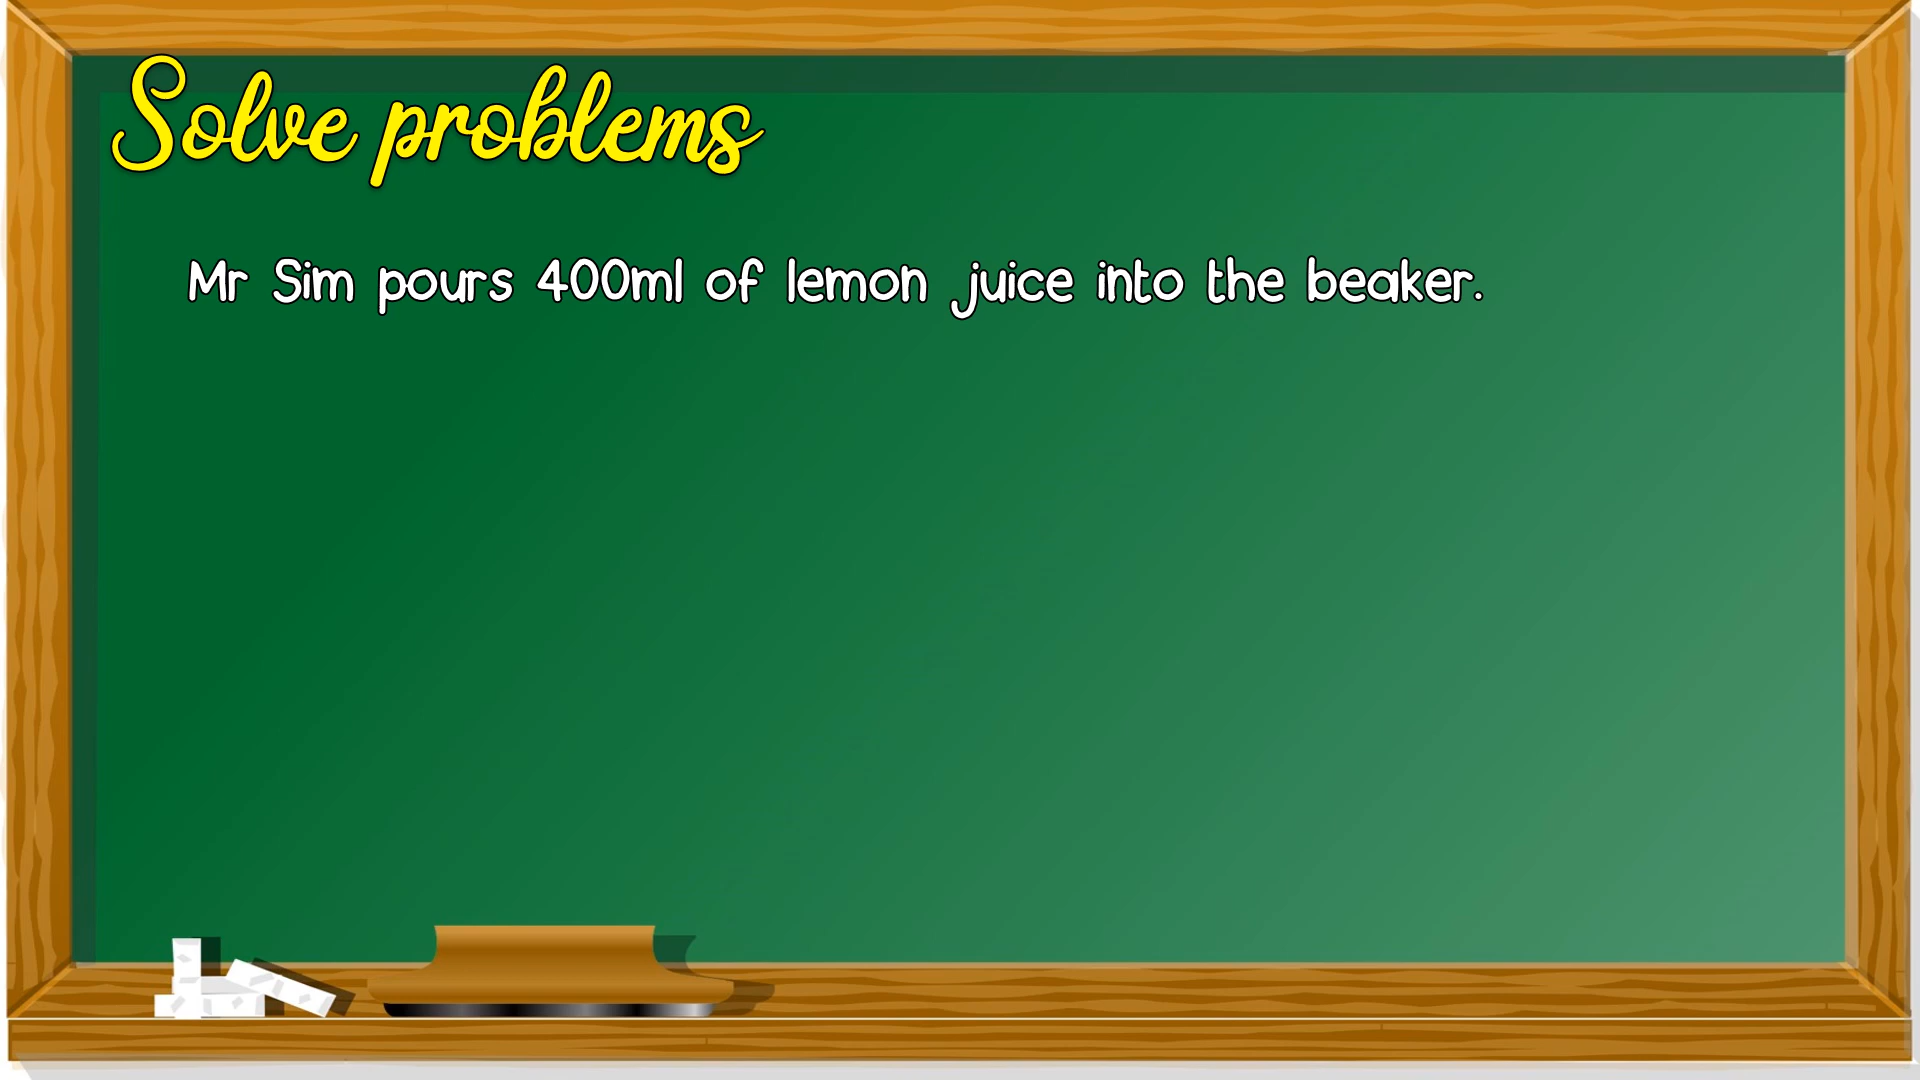 Solve problems
Mr Sim pours 400ml of lemon juice into the beaker.